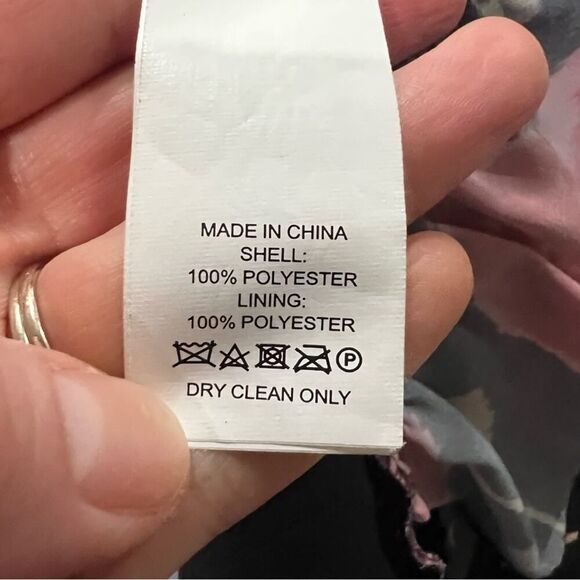 MADE IN CHINA
SHELL:
100% POLYESTER
LINING:
100% POLYESTER
P
DRY CLEAN ONLY